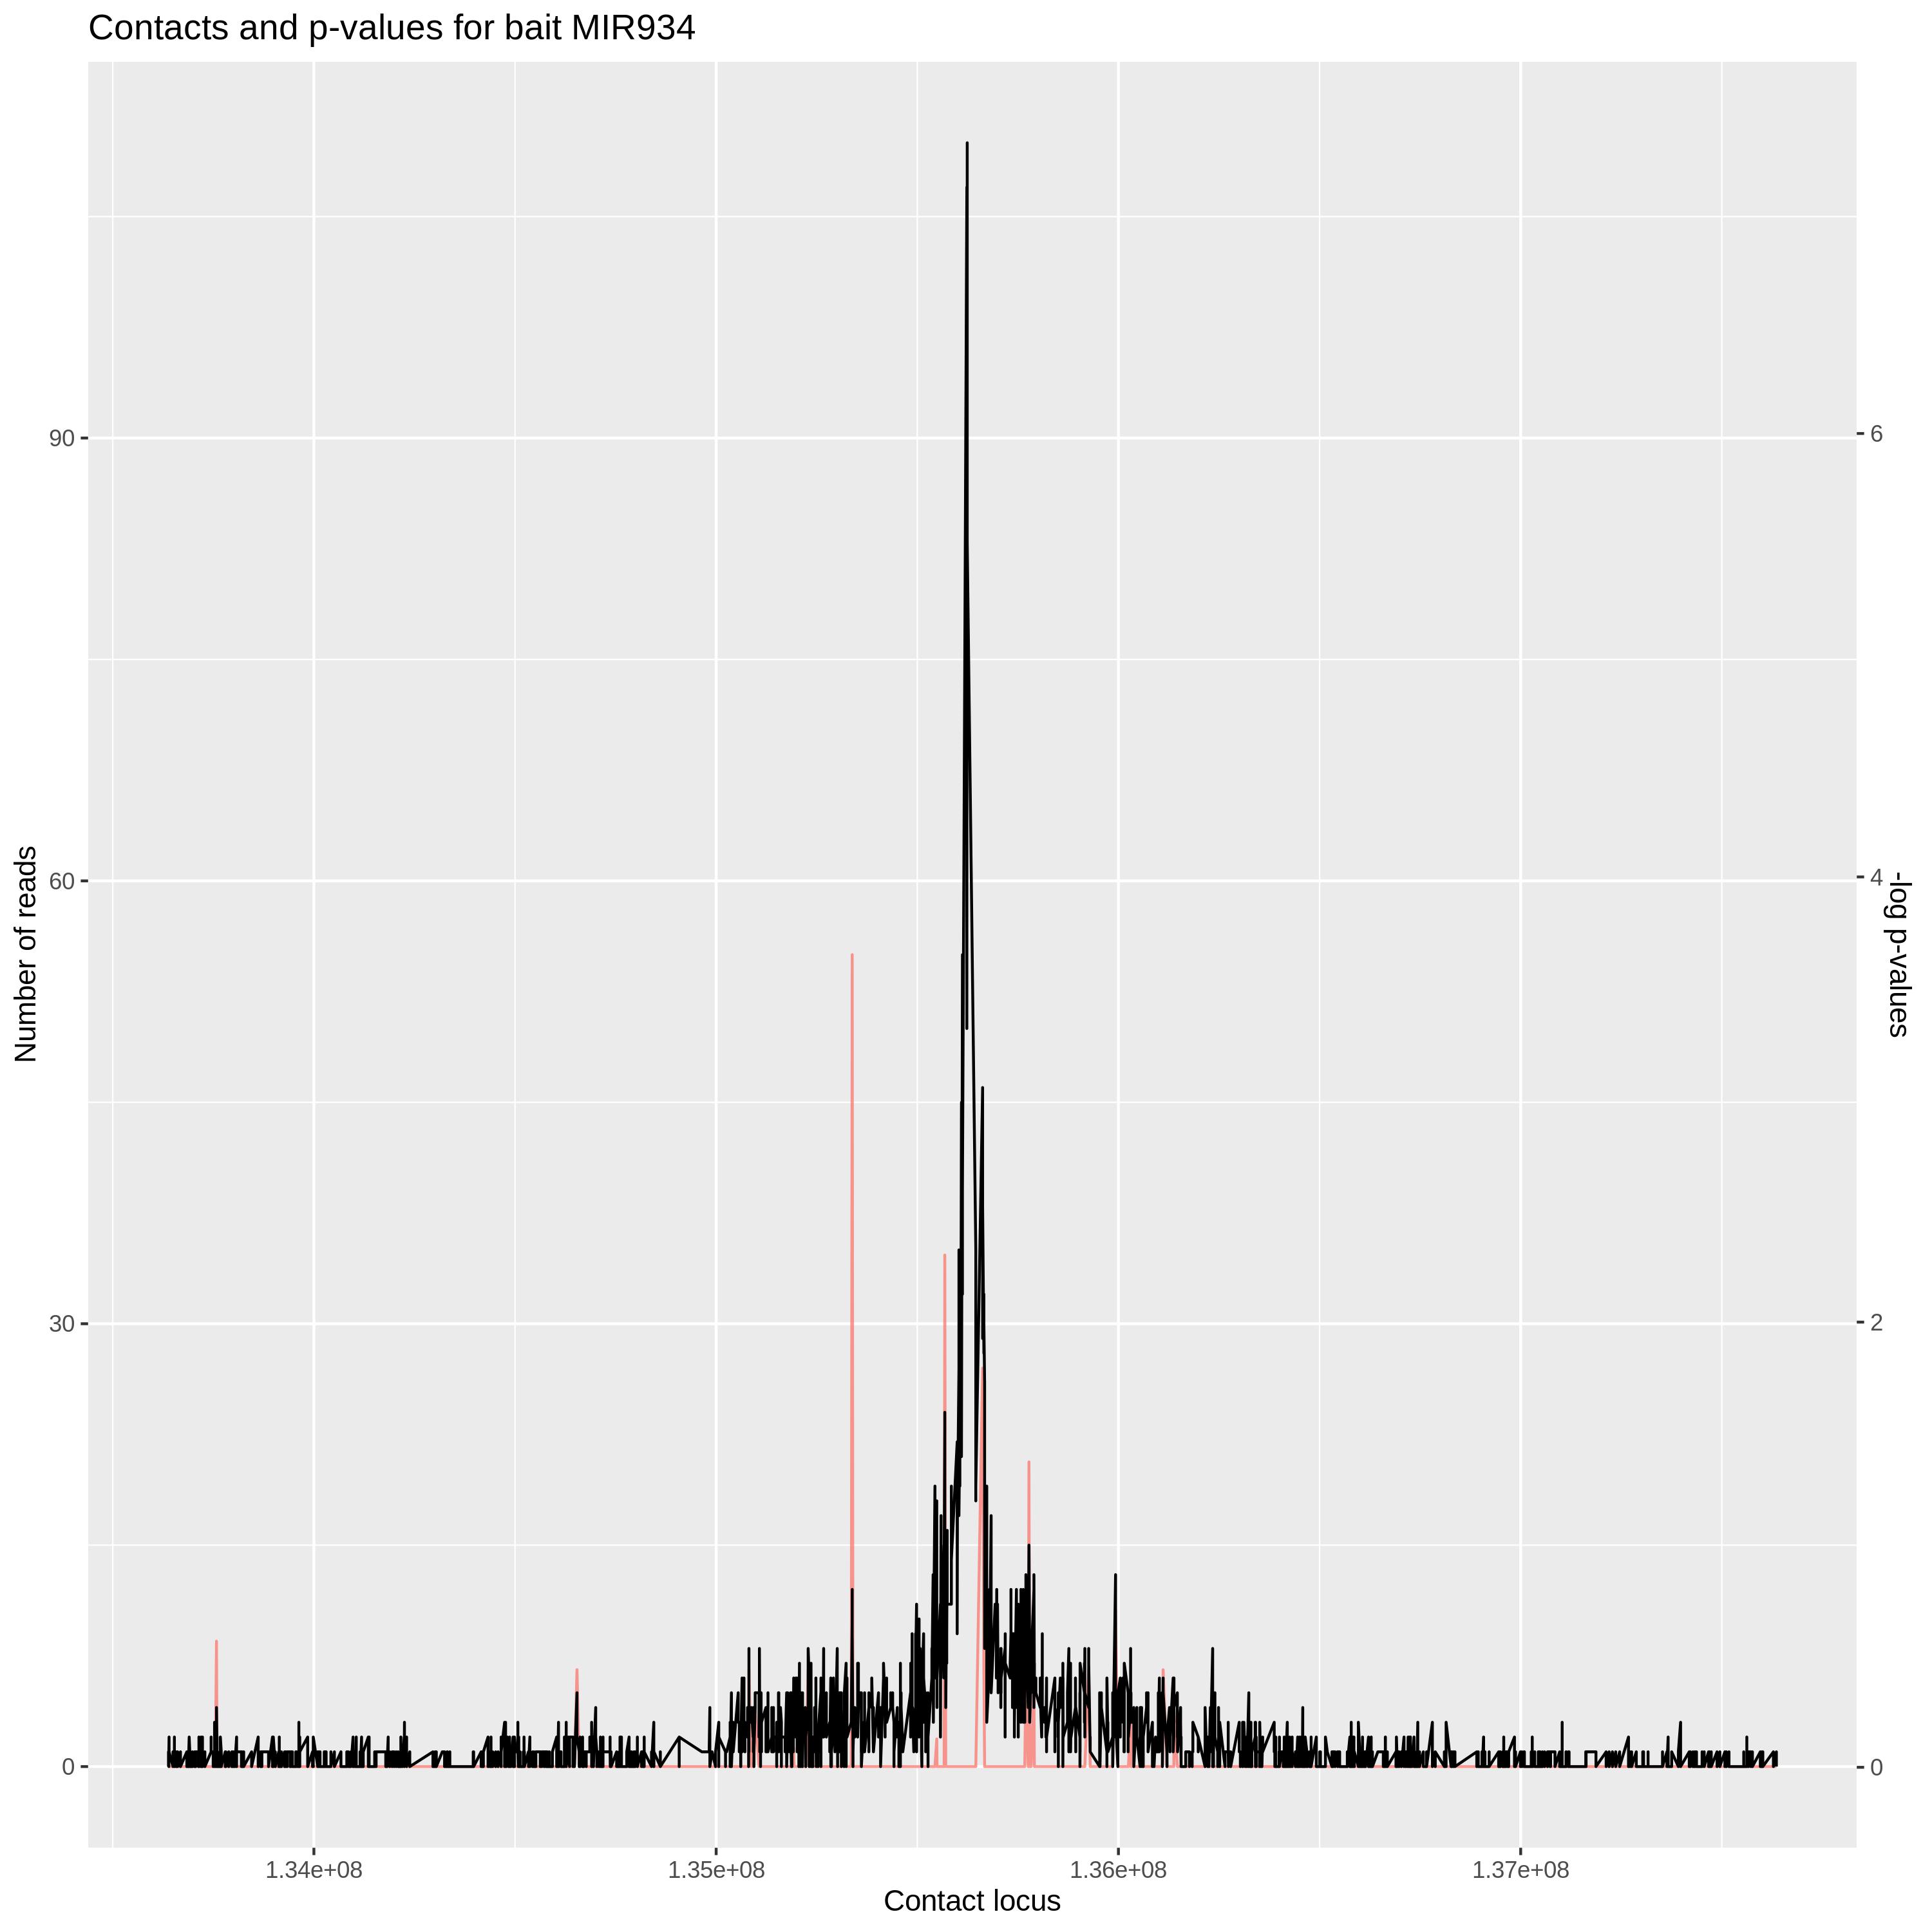 Contacts and p-values for bait MIR934
90
60
30
0
Number of reads
6
4
2
0
-log p-values
1.34e+08 1.35e+08 1.36e+08 1.37e+08
Contact locus